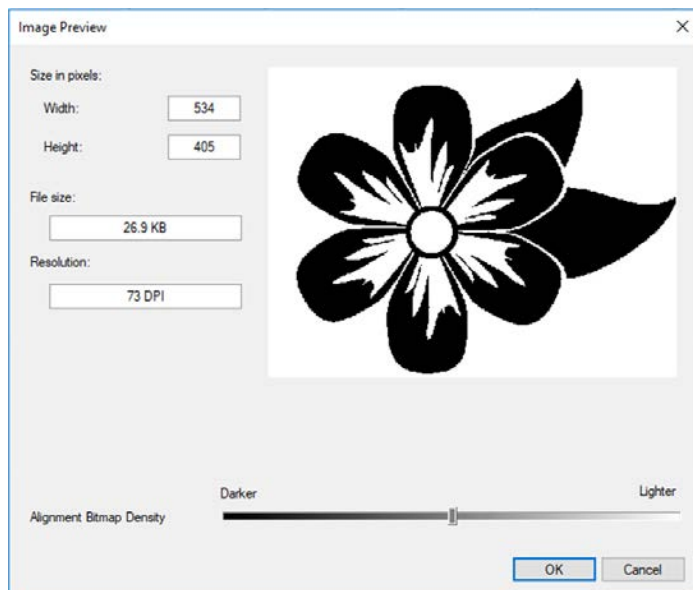 Image Preview
Size in pixels:
Width: 534
Height: 405
File size:
26.9 KB
Resolution:
73 DPI
Darker Lighter
Alignment Bitmap Density
OK Cancel